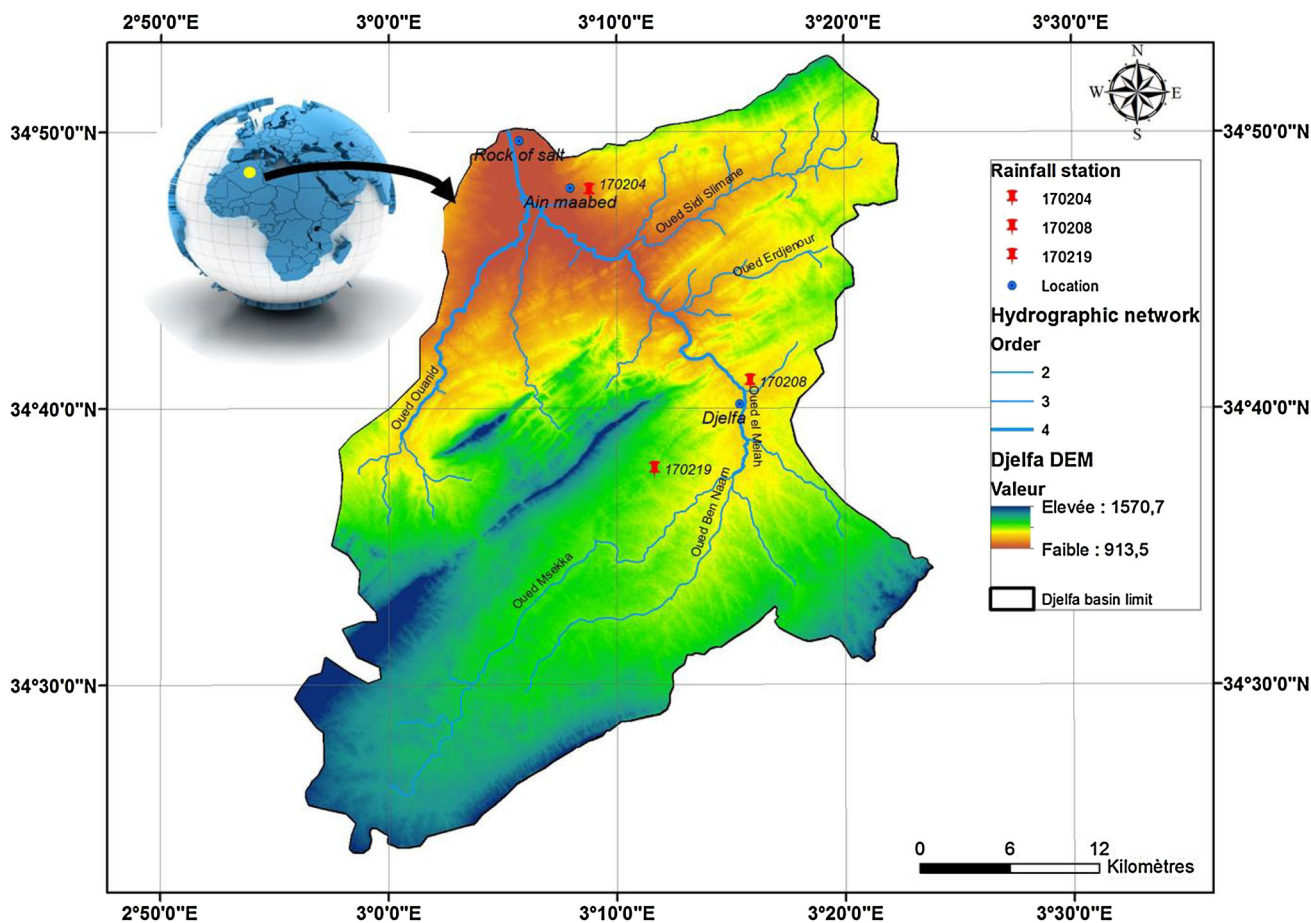 2°50'0"E 3°00'0"E 3°10'0"E 3°20'0"E 3°30'0"E
N
W E
S
34°50'0"N 34°50'0"N
Rock of salt
170204
Ain maabed
Oued Sidi Slimane
Oued Erdjenour
Oued Ouanid
170208
34°40'0"N 34°40'0"N
Djelfa
Oued el Melah
170219
Oued Ben Naam
Oued Msekka
34°30'0"N 34°30'0"N
Rainfall station
170204
170208
170219
Location
Hydrographic network
Order
2
3
4
Djelfa DEM
Valeur
Elevée : 1570,7
Faible : 913,5
Djelfa basin limit
0 6 12
Kilomètres
2°50'0"E 3°00'0"E 3°10'0"E 3°20'0"E 3°30'0"E